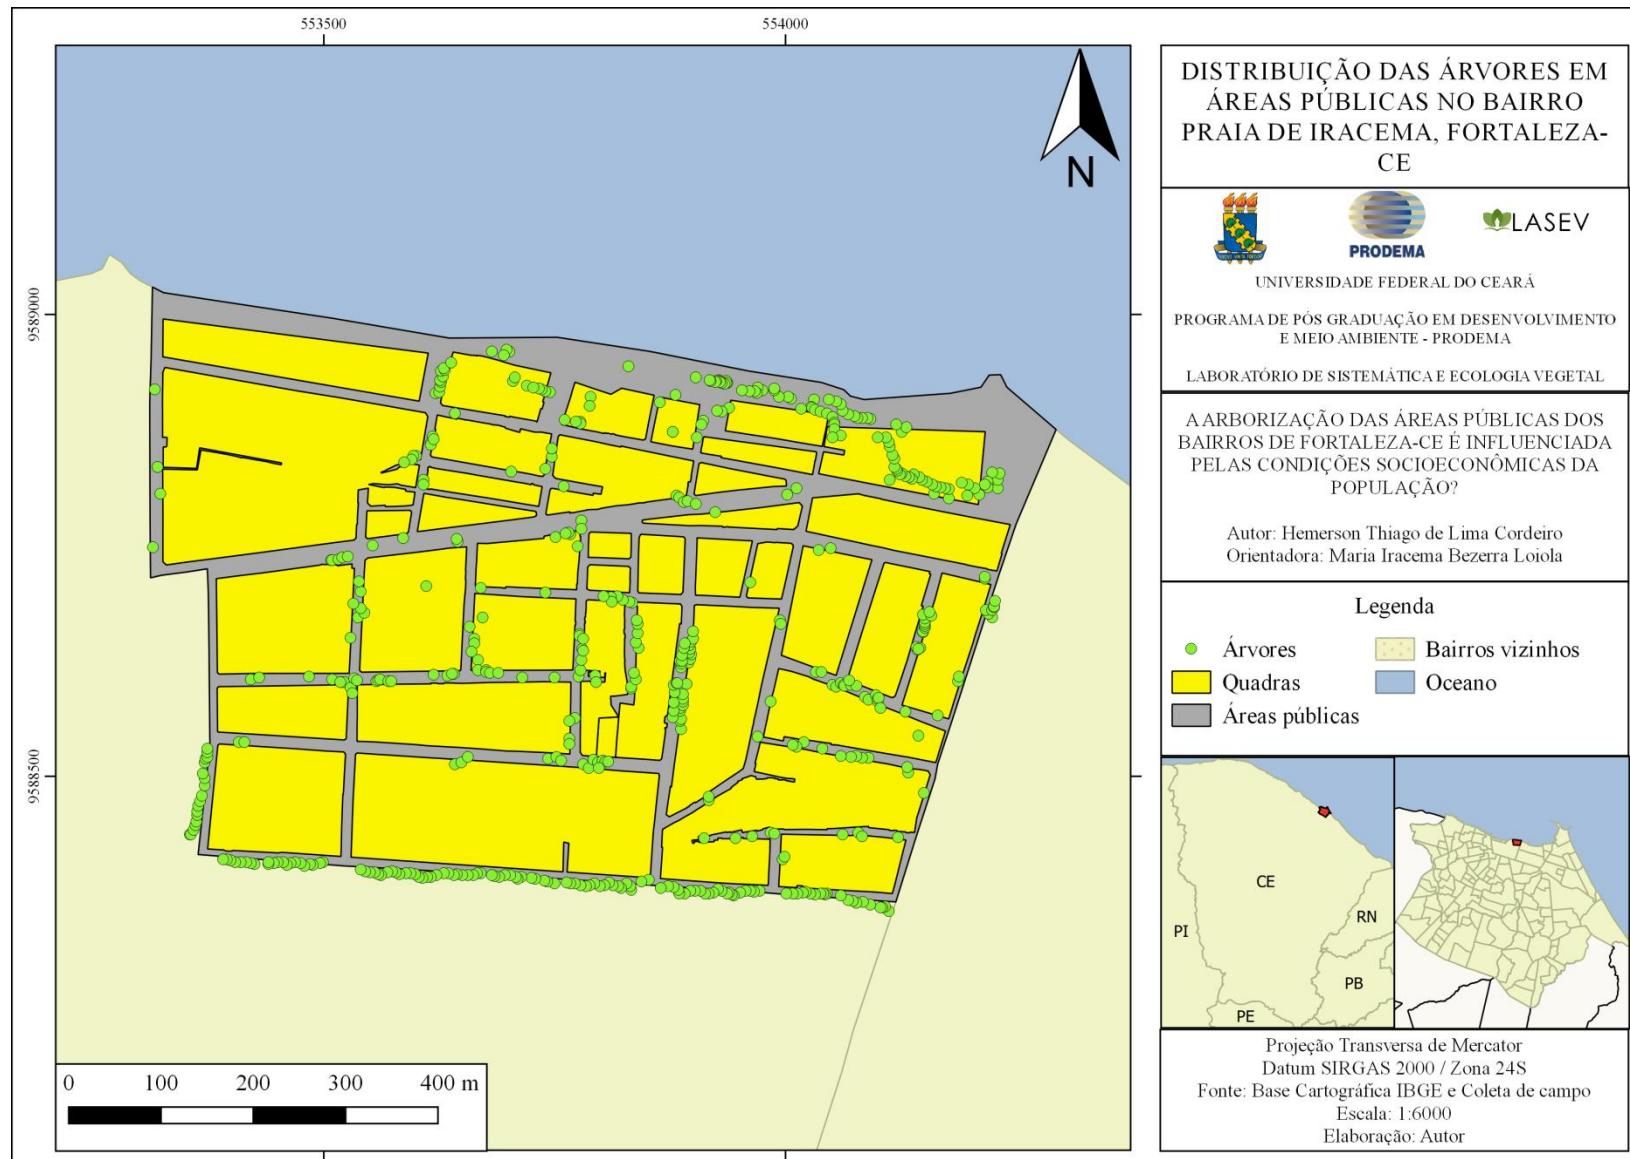 553500
554000
9589000
9588500
N
0 100 200 300 400 m
DISTRIBUIÇÃO DAS ÁRVORES EM
ÁREAS PÚBLICAS NO BAIRRO
PRAIA DE IRACEMA, FORTALEZA-
CE
PRODEMA
LASEV
UNIVERSIDADE FEDERAL DO CEARÁ
PROGRAMA DE PÓS GRADUAÇÃO EM DESENVOLVIMENTO
E MEIO AMBIENTE - PRODEMA
LABORATÓRIO DE SISTEMÁTICA E ECOLOGIA VEGETAL
A ARBORIZAÇÃO DAS ÁREAS PÚBLICAS DOS
BAIRROS DE FORTALEZA-CE É INFLUENCIADA
PELAS CONDIÇÕES SOCIOECONÔMICAS DA
POPULAÇÃO?
Autor: Hemerson Thiago de Lima Cordeiro
Orientadora: Maria Iracema Bezerra Loiola
Legenda
Árvores
Bairros vizinhos
Quadras
Oceano
Áreas públicas
CE
RN
PI
PB
PE
Projeção Transversa de Mercator
Datum SIRGAS 2000 / Zona 24S
Fonte: Base Cartográfica IBGE e Coleta de campo
Escala: 1:6000
Elaboração: Autor